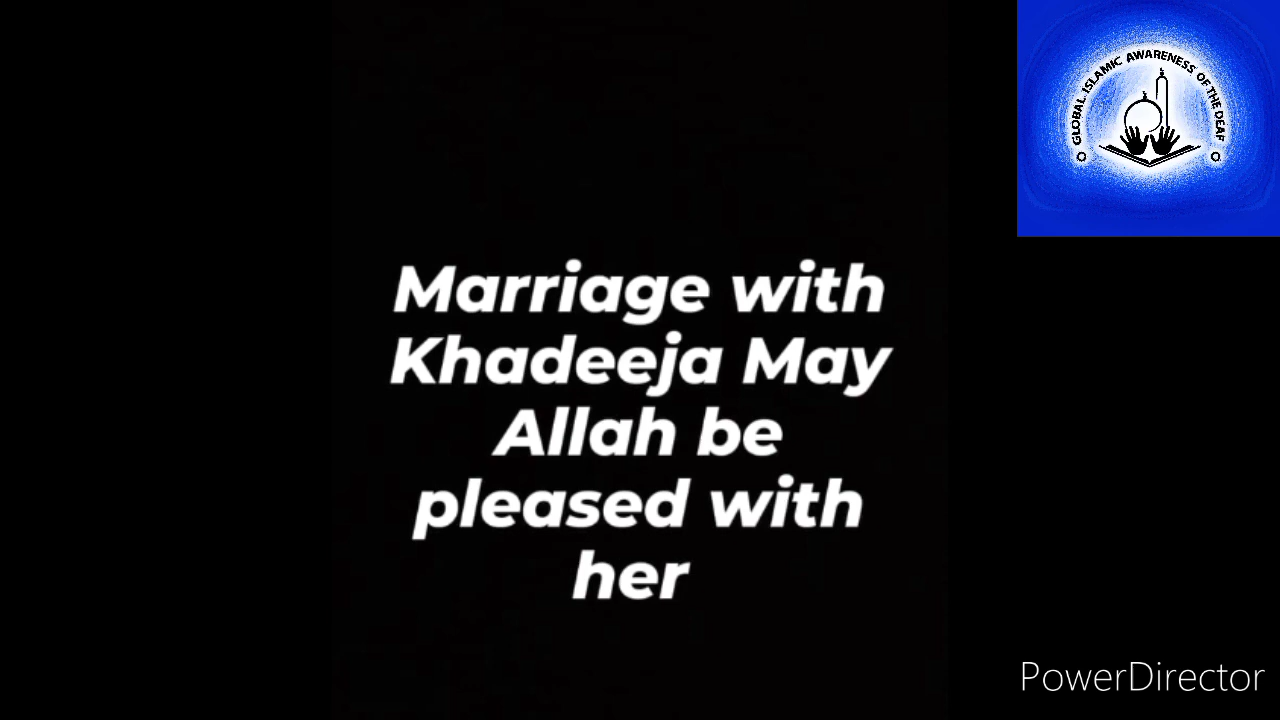 GLOBAL ISLAMIC AWARENESS OF THE DEAF
Marriage with
Khadeeja May
Allah be
pleased with
her
PowerDirector